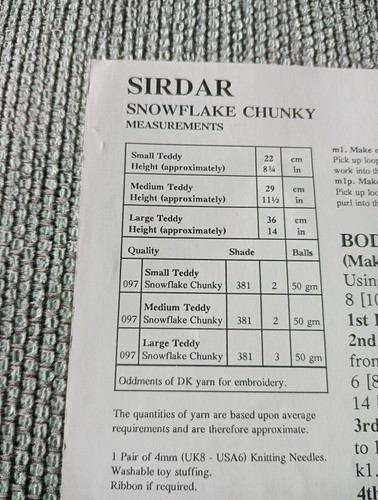 SIRDAR
SNOWFLAKE CHUNKY
MEASUREMENTS
Small Teddy 22 cm
Height (approximately) 8¾ in
Medium Teddy 29 cm
Height (approximately) 11½ in
Large Teddy 36 cm
Height (approximately) 14 in
Quality Shade Balls
Small Teddy
097 Snowflake Chunky 381 2 50 gm
Medium Teddy
097 Snowflake Chunky 381 2 50 gm
Large Teddy
097 Snowflake Chunky 381 3 50 gm
Oddments of DK yarn for embroidery.
The quantities of yarn are based upon average
requirements and are therefore approximate.
1 Pair of 4mm (UK8 - USA6) Knitting Needles.
Washable toy stuffing.
Ribbon if required.
m1. Make
Pick up loop
work into
m1p. Make
Pick up
purl into
BOD
(Mak
Using
8 [10
1st
2nd
from
6 [8
14
3rd
to
k1.
4th